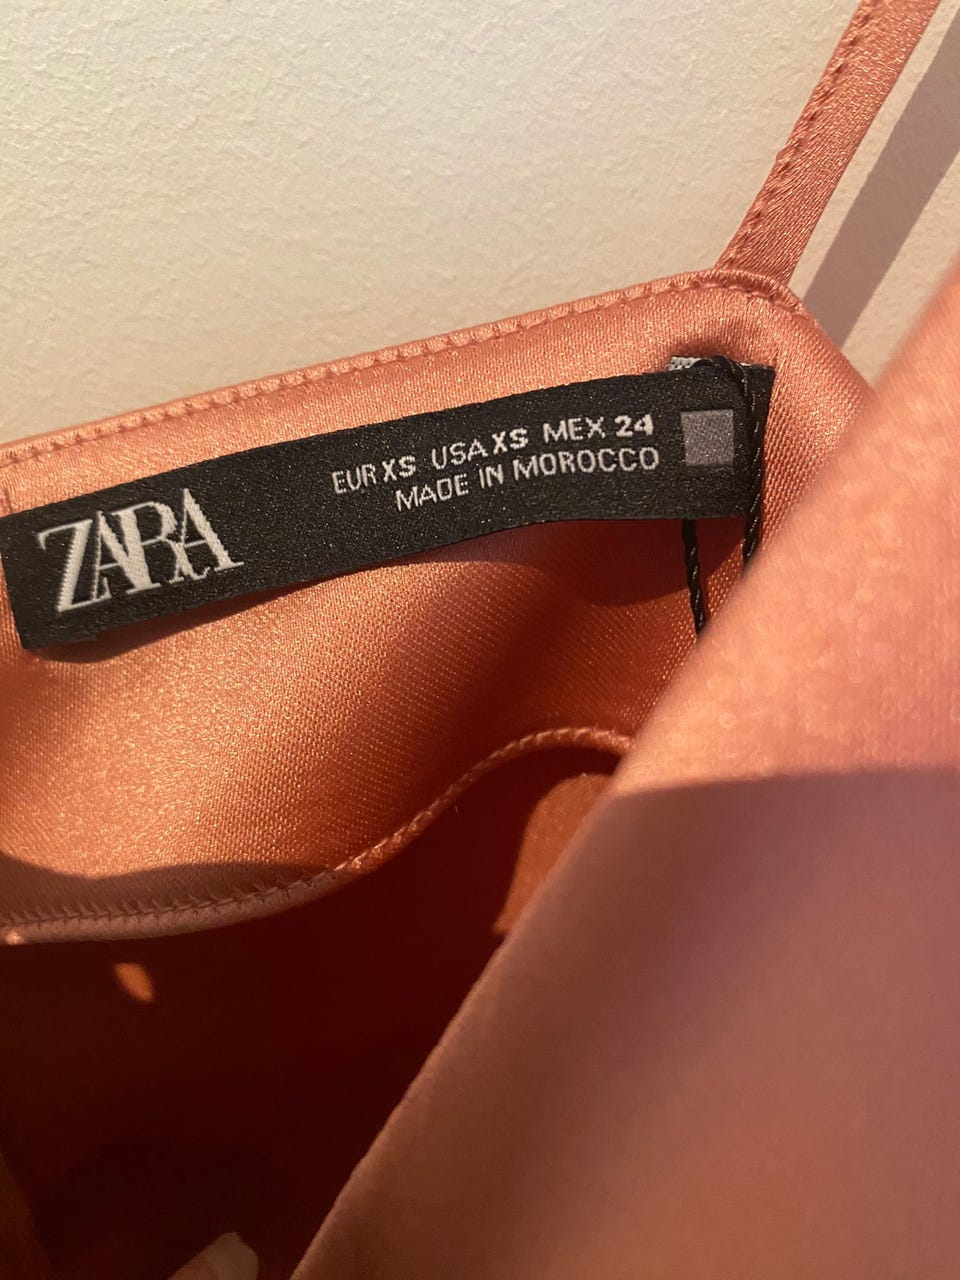 ZARA
EUR XS USA XS MEX 24
MADE IN MOROCCO